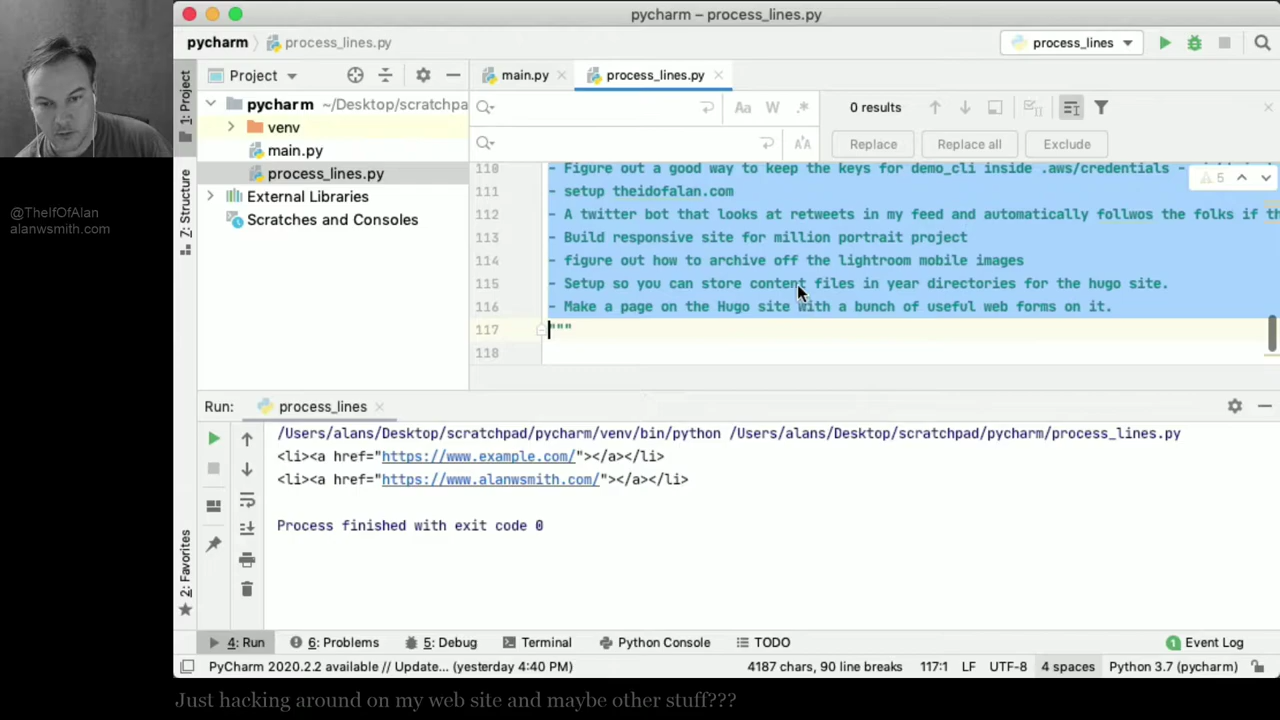 pycharm – process_lines.py
pycharm process_lines.py process_lines
1: Project
Project
main.py process_lines.py
pycharm ~/Desktop/scratchpa
venv
main.py
process_lines.py
External Libraries
Scratches and Consoles
Aa W .* 0 results
Replace Replace all Exclude
5
110 - Figure out a good way to keep the keys for demo_cli inside .aws/credentials -
111 - setup theidofalan.com
112 - A twitter bot that looks at retweets in my feed and automatically follwos the folks if th
113 - Build responsive site for million portrait project
114 - figure out how to archive off the lightroom mobile images
115 - Setup so you can store content files in year directories for the hugo site.
116 - Make a page on the Hugo site with a bunch of useful web forms on it.
117 """
118
@TheIfOfAlan
alanwsmith.com
Z: Structure
2: Favorites
Run: process_lines
/Users/alans/Desktop/scratchpad/pycharm/venv/bin/python /Users/alans/Desktop/scratchpad/pycharm/process_lines.py
<li><a href="https://www.example.com/"></a></li>
<li><a href="https://www.alanwsmith.com/"></a></li>
Process finished with exit code 0
4: Run 6: Problems 5: Debug Terminal Python Console TODO 1 Event Log
PyCharm 2020.2.2 available // Update... (yesterday 4:40 PM) 4187 chars, 90 line breaks 117:1 LF UTF-8 4 spaces Python 3.7 (pycharm)
Just hacking around on my web site and maybe other stuff???